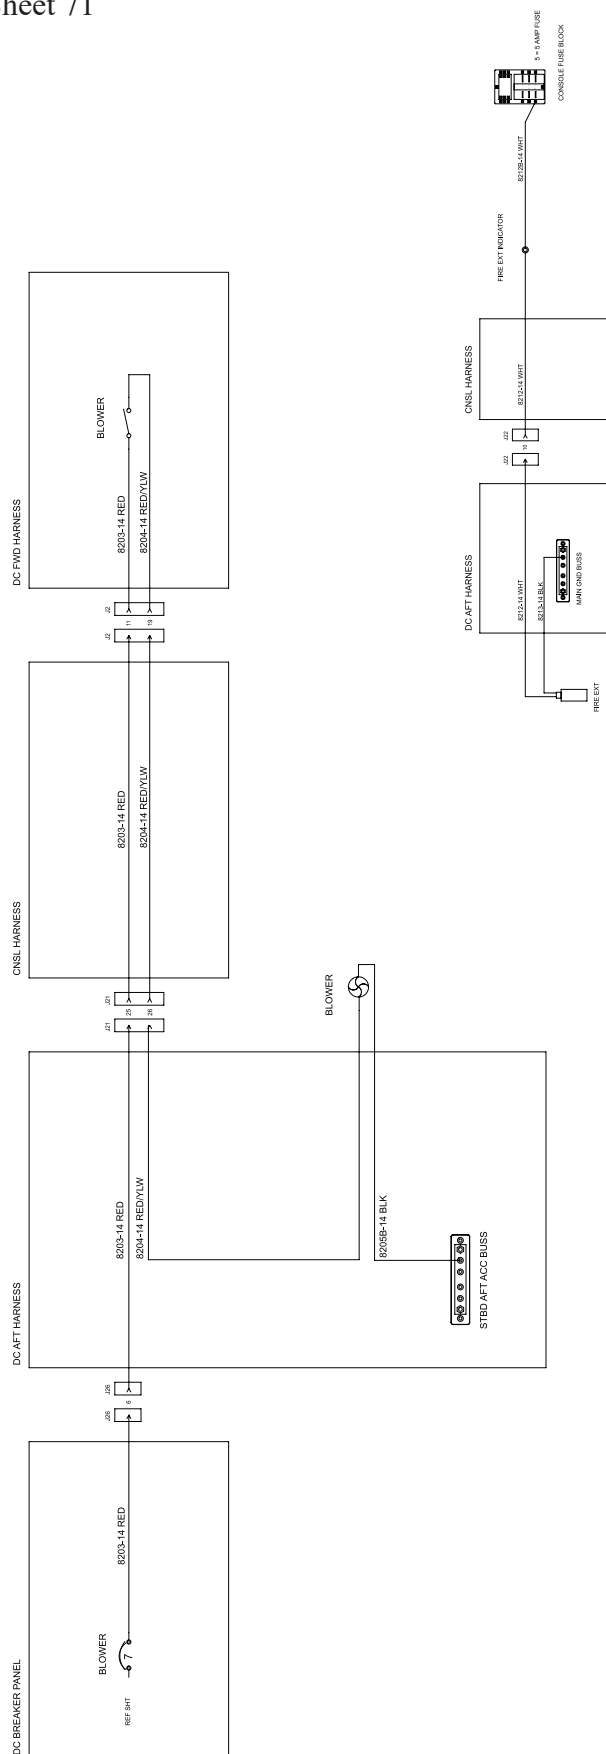 Sheet 71
5 = 5 AMP FUSE
CONSOLE FUSE BLOCK
8212B-14 WHT
FIRE EXT INDICATOR
CNSL HARNESS
8212-14 WHT
J22
10
J22
DC AFT HARNESS
8212-14 WHT
8213-14 BLK
MAIN GND BUSS
FIRE EXT
DC FWD HARNESS
BLOWER
8203-14 RED
8204-14 RED/YLW
J2
11
19
J2
CNSL HARNESS
8203-14 RED
8204-14 RED/YLW
J21
25
26
J21
BLOWER
DC AFT HARNESS
8203-14 RED
8204-14 RED/YLW
8205B-14 BLK
STBD AFT ACC BUSS
J26
6
J26
DC BREAKER PANEL
8203-14 RED
BLOWER
7
REF SHT